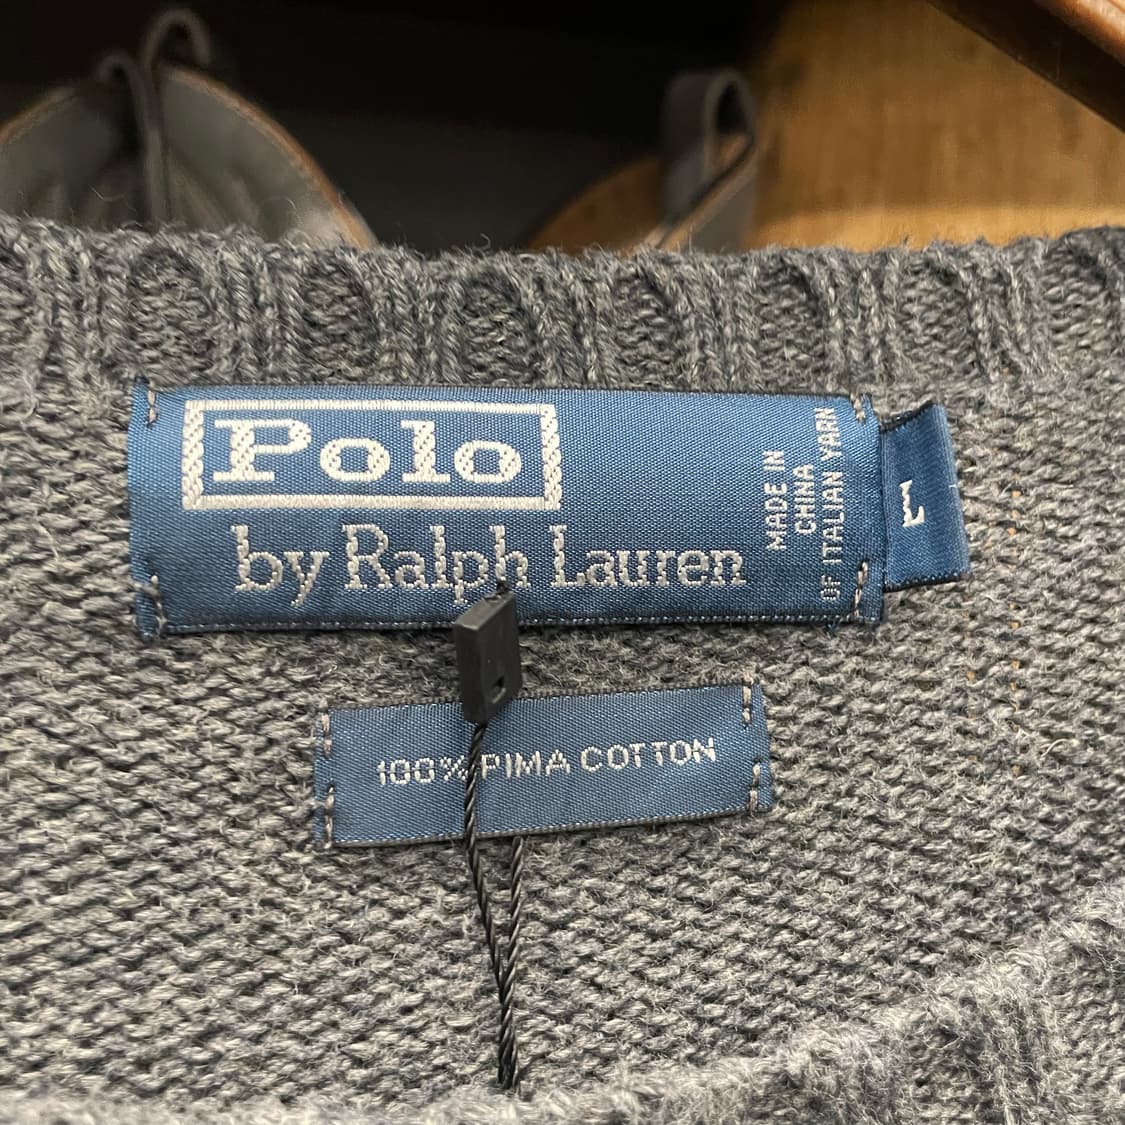 Polo
by Ralph Lauren
MADE IN
CHINA
OF ITALIAN YARN
L
100% PIMA COTTON